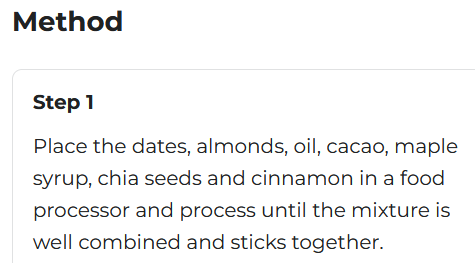 Method
Step 1
Place the dates, almonds, oil, cacao, maple
syrup, chia seeds and cinnamon in a food
processor and process until the mixture is
well combined and sticks together.